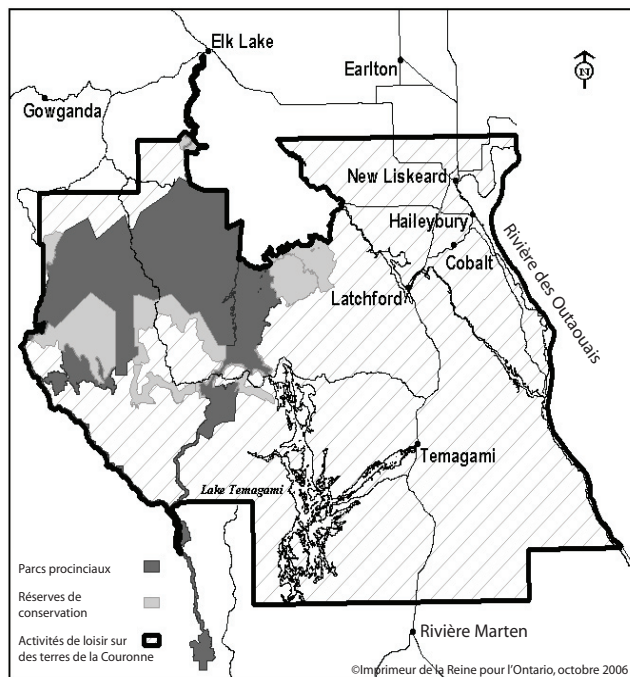 Elk Lake
Earlton
N
Gowganda
New Liskeard
Haileybury
Cobalt
Rivière des Outaouais
Latchford
Temagami
Lake Temagami
Parcs procinciaux
Réserves de
conservation
Activités de loisir sur
des terres de la Couronne
Rivière Marten
©Imprimeur de la Reine pour l'Ontario, octobre 2006